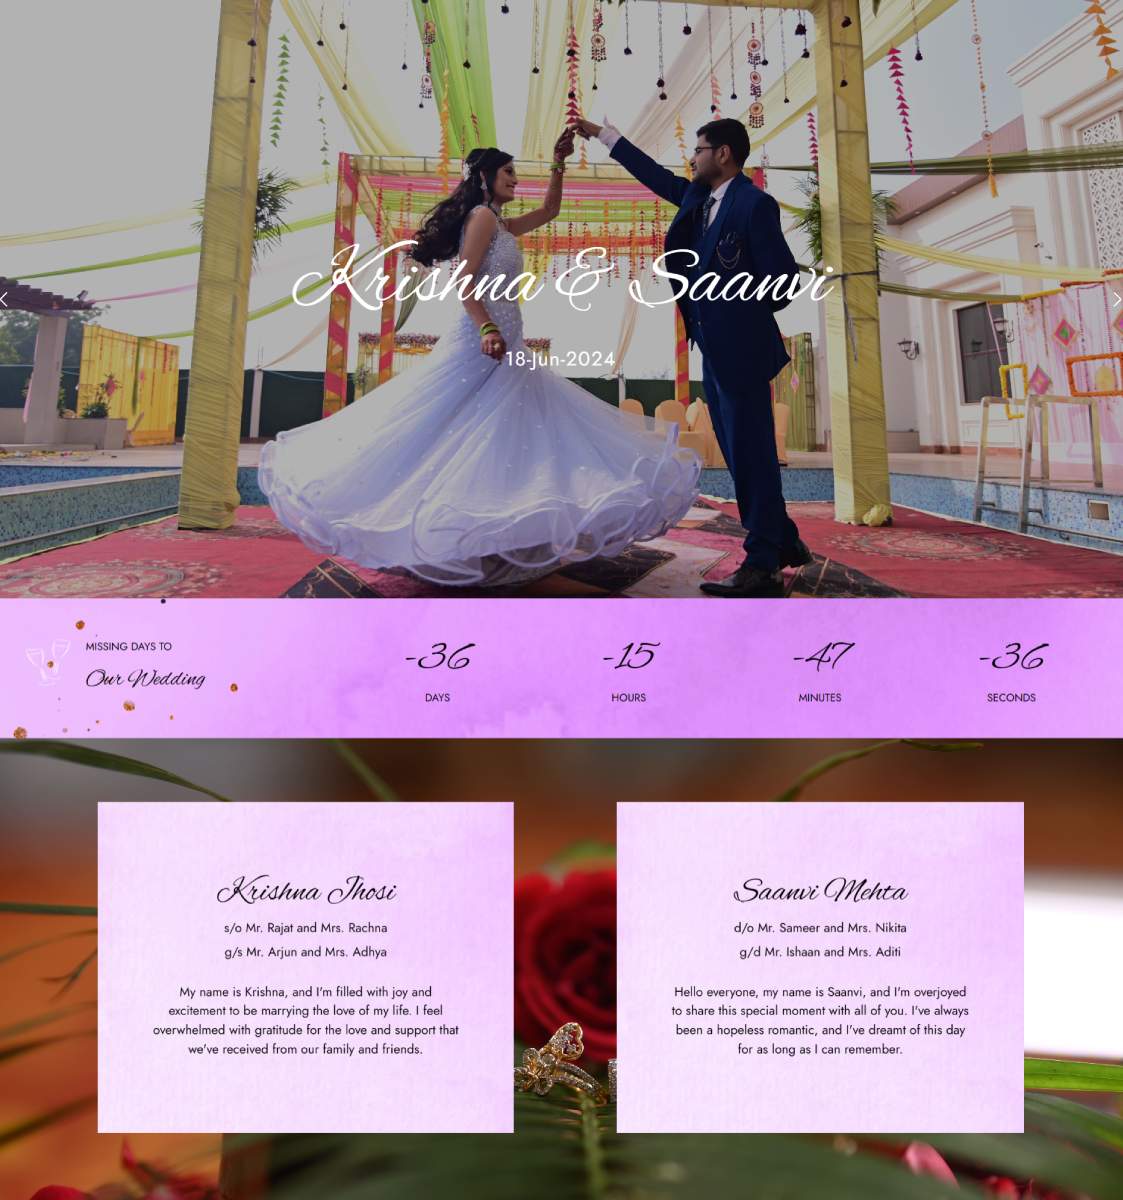 Krishna & Saanvi
18-Jun-2024
MISSING DAYS TO
Our Wedding
-36
DAYS
-15
HOURS
-47
MINUTES
-36
SECONDS
Krishna Jhosi
s/o Mr. Rajat and Mrs. Rachna
g/s Mr. Arjun and Mrs. Adhya
My name is Krishna, and I'm filled with joy and
excitement to be marrying the love of my life. I feel
overwhelmed with gratitude for the love and support that
we've received from our family and friends.
Saanvi Mehta
d/o Mr. Sameer and Mrs. Nikita
g/d Mr. Ishaan and Mrs. Aditi
Hello everyone, my name is Saanvi, and I'm overjoyed
to share this special moment with all of you. I've always
been a hopeless romantic, and I've dreamt of this day
for as long as I can remember.